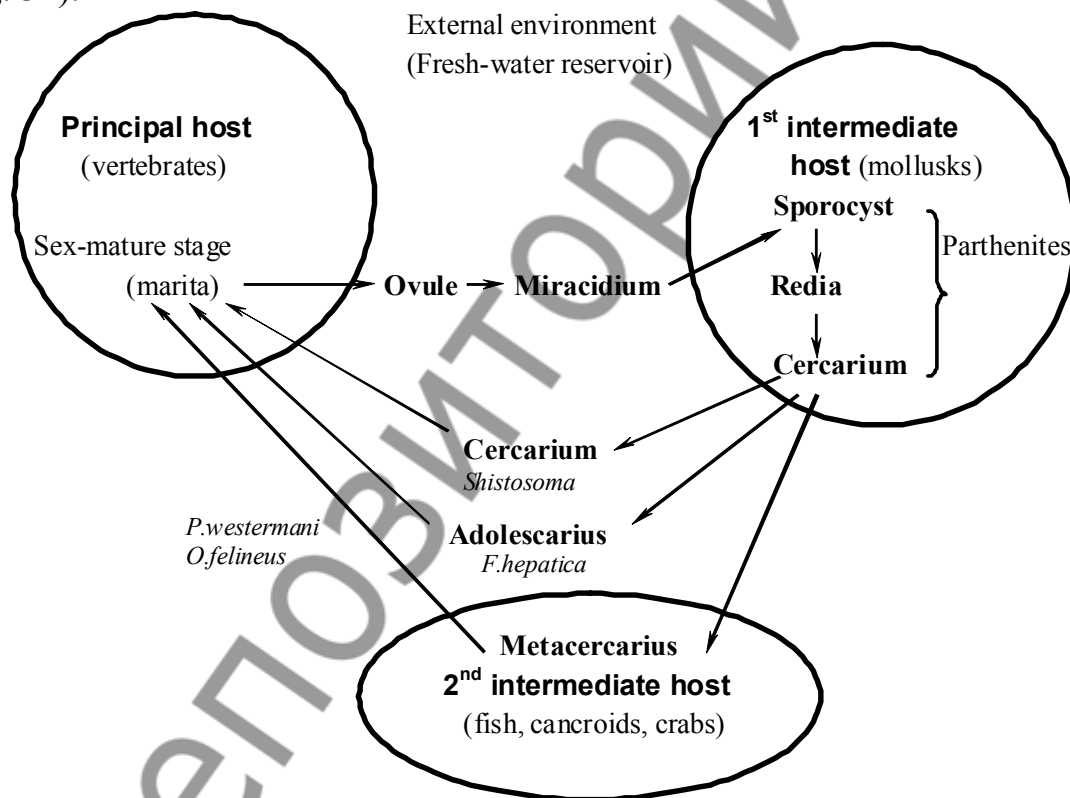 External environment
(Fresh-water reservoir)
Principal host
(vertebrates)
1st intermediate
host (mollusks)
Sporocyst
Sex-mature stage
(marita)
Ovule
Miracidium
Redia
Parthenites
Cercarium
Cercarium
Shistosoma
P.westermani
O.felineus
Adolescarius
F.hepatica
Metacercarius
2nd intermediate host
(fish, cancroids, crabs)